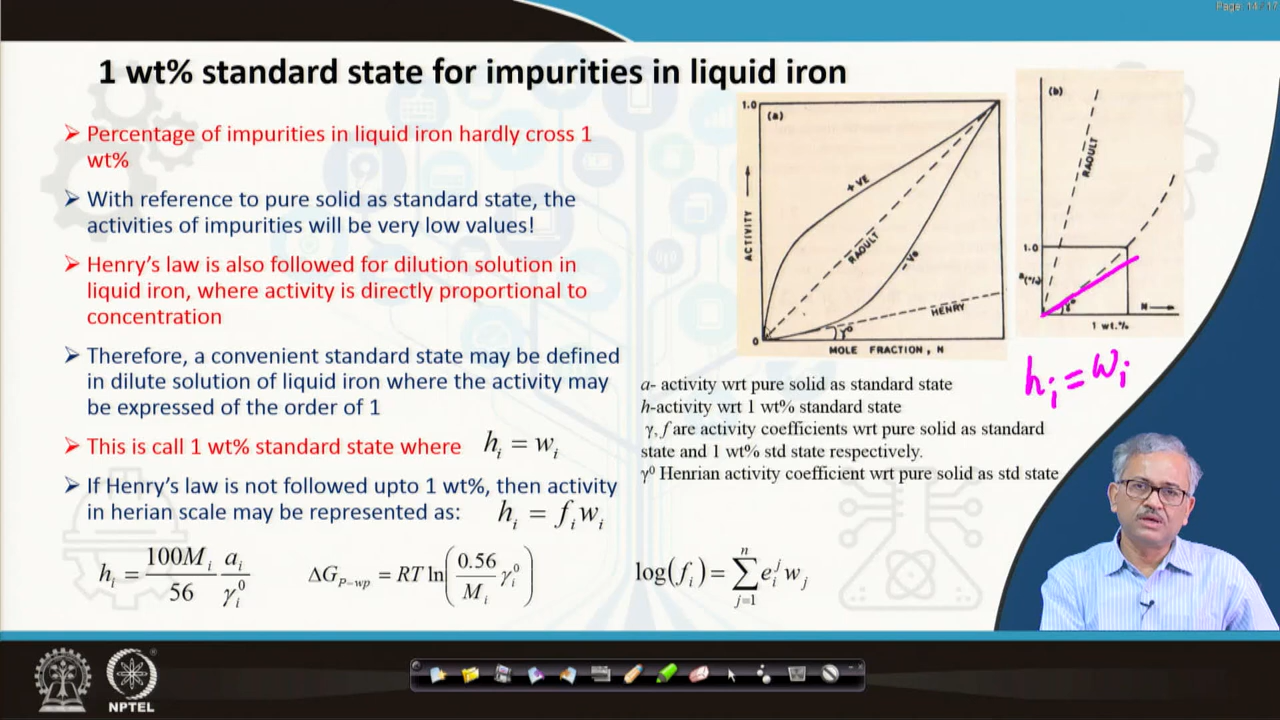 Page: 14/17
1 wt% standard state for impurities in liquid iron
Percentage of impurities in liquid iron hardly cross 1
wt%
With reference to pure solid as standard state, the
activities of impurities will be very low values!
Henry's law is also followed for dilution solution in
liquid iron, where activity is directly proportional to
concentration
Therefore, a convenient standard state may be defined
in dilute solution of liquid iron where the activity may
be expressed of the order of 1
This is call 1 wt% standard state where h_i = w_i
If Henry's law is not followed upto 1 wt%, then activity
in herian scale may be represented as: h_i = f_i w_i
h_i = \frac{100M_i}{56} \frac{a_i}{γ_i^0}
ΔG_{P-wp} = RT ln(\frac{0.56}{M_i} γ_i^0)
1.0
(a)
+VE
RAOULT
-VE
HENRY
γ°
ACTIVITY
0
MOLE FRACTION, N
(b)
RAOULT
1.0
γ°
N
1 wt.%
h_i = w_i
a- activity wrt pure solid as standard state
h-activity wrt 1 wt% standard state
γ, f are activity coefficients wrt pure solid as standard
state and 1 wt% std state respectively.
γ⁰ Henrian activity coefficient wrt pure solid as std state
log(f_i) = \sum_{j=1}^{n} e_i^j w_j
NPTEL